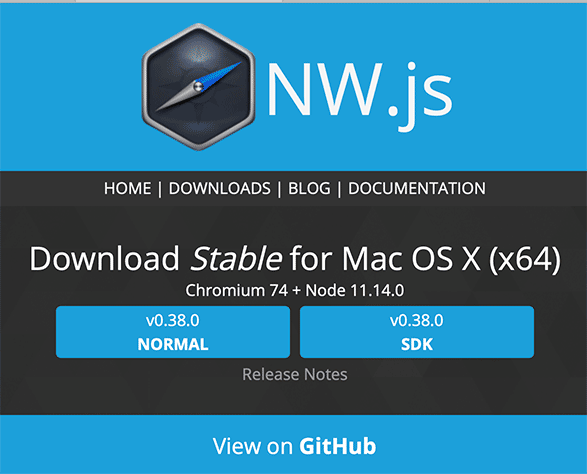 NW.js
HOME | DOWNLOADS | BLOG | DOCUMENTATION
Download Stable for Mac OS X (x64)
Chromium 74 + Node 11.14.0
v0.38.0
NORMAL
v0.38.0
SDK
Release Notes
View on GitHub